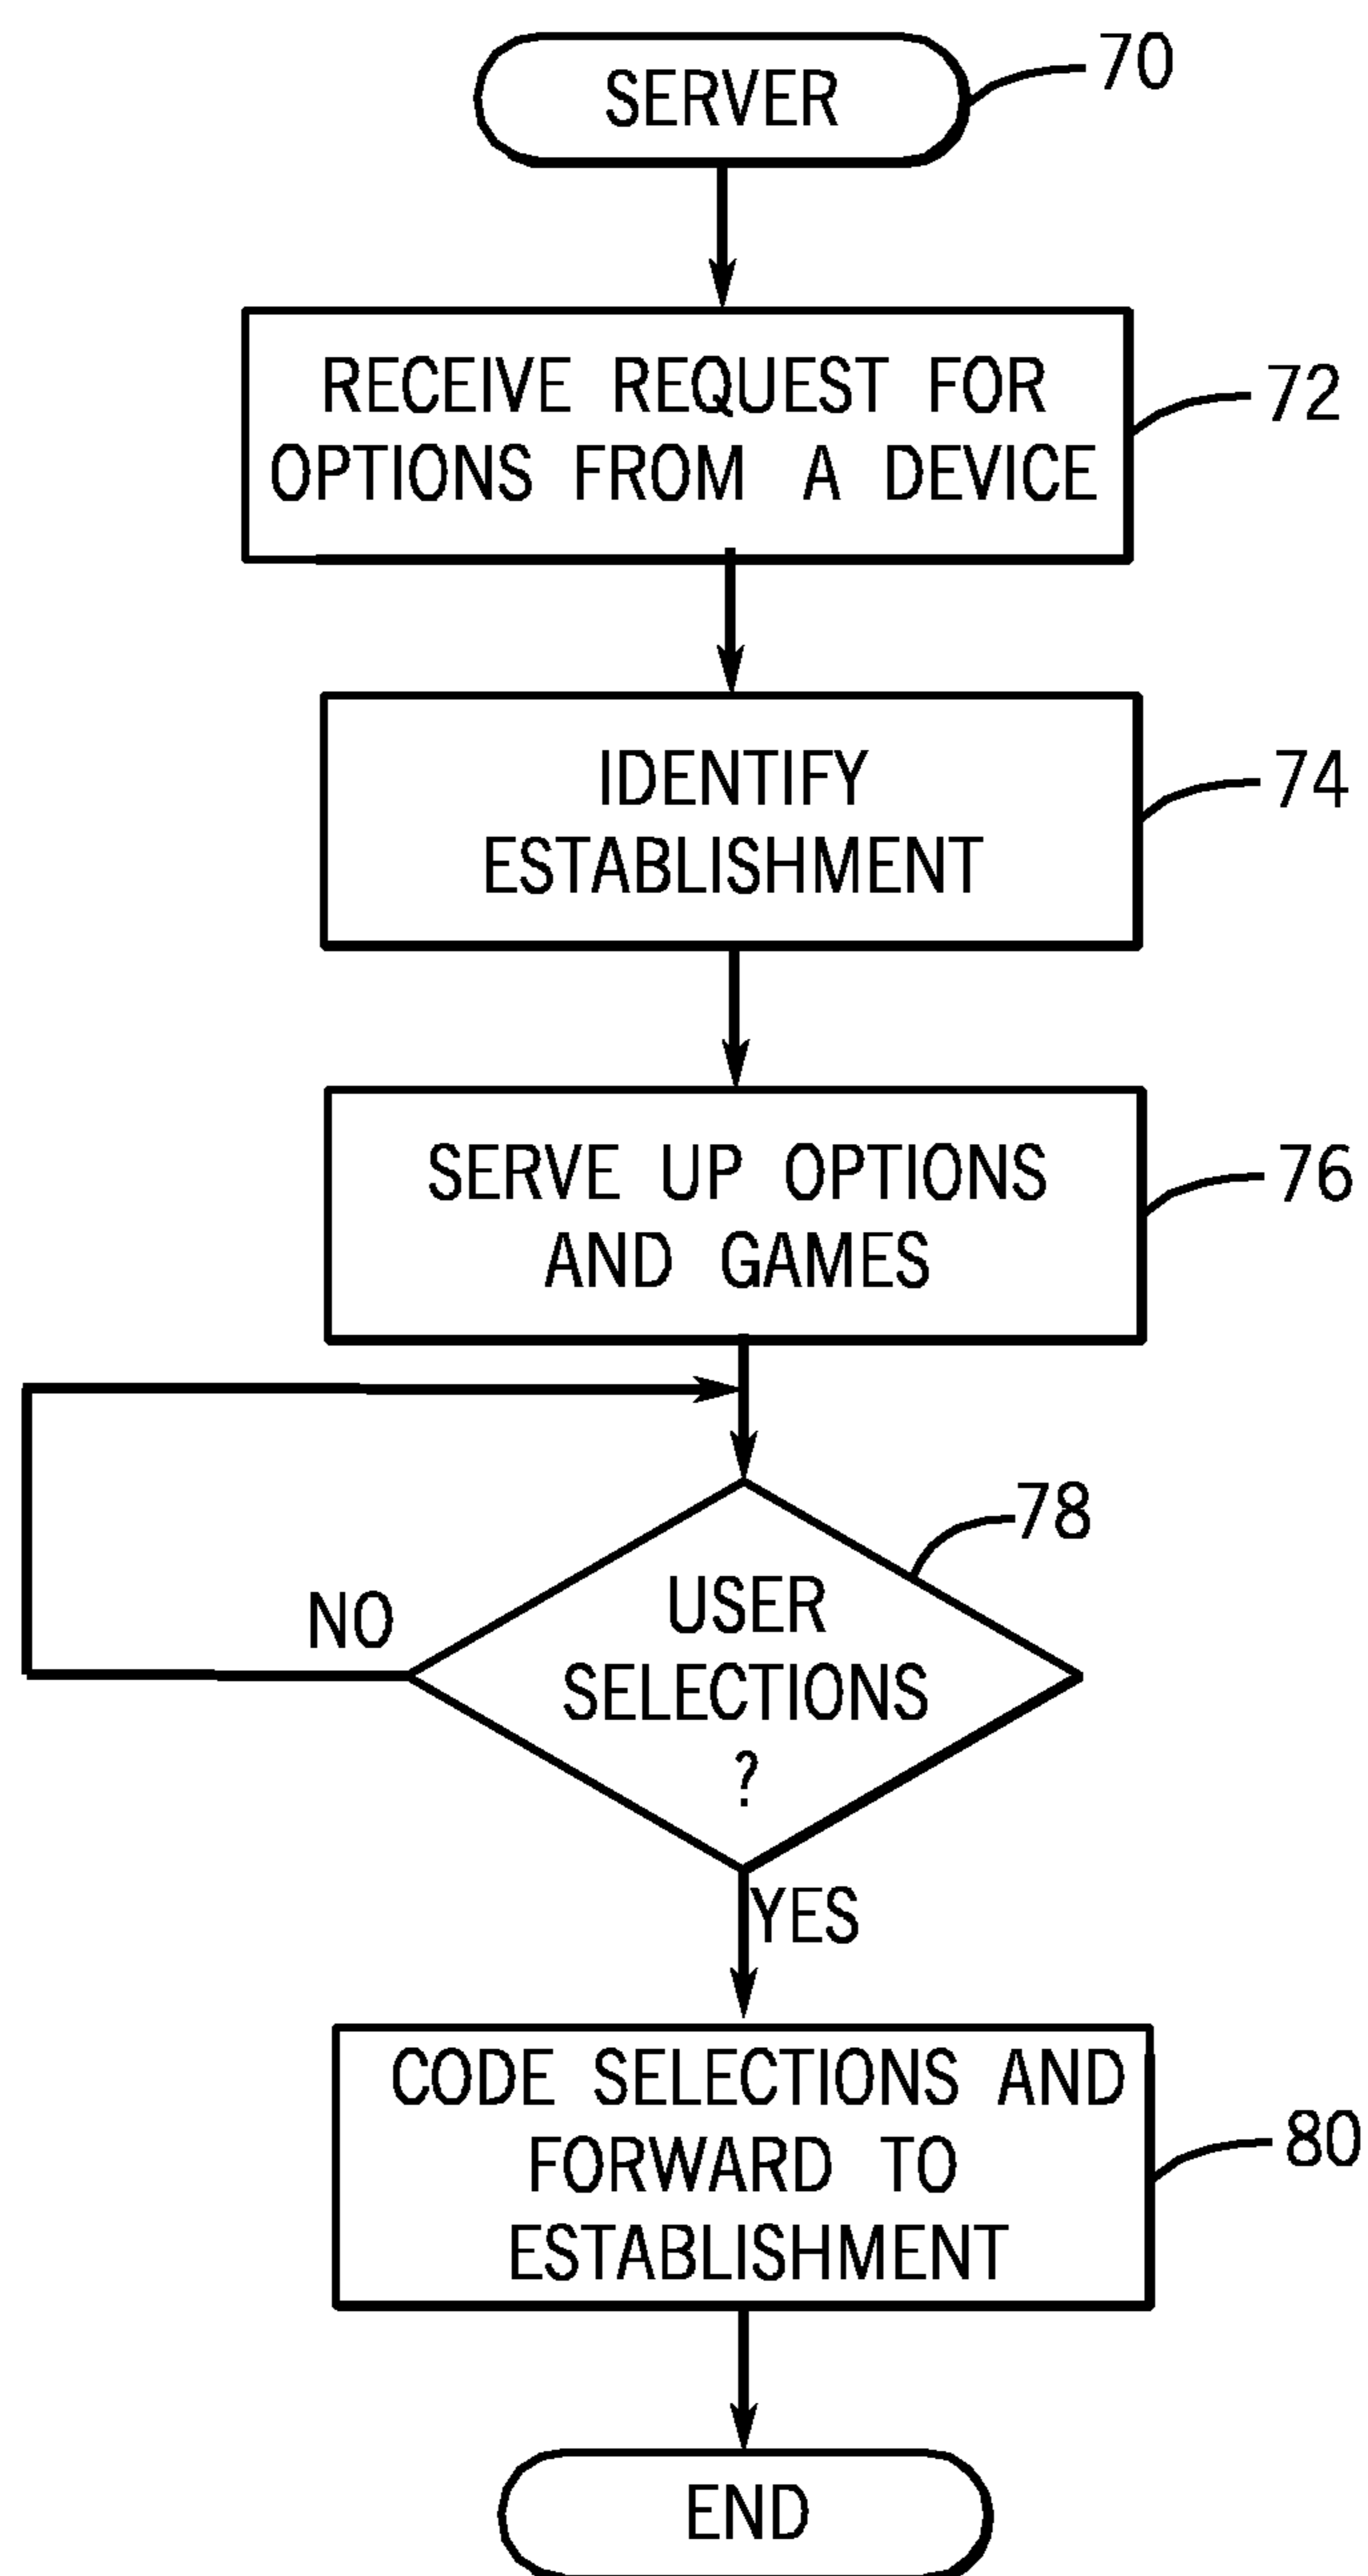 SERVER
70
RECEIVE REQUEST FOR
OPTIONS FROM A DEVICE
72
IDENTIFY
ESTABLISHMENT
74
SERVE UP OPTIONS
AND GAMES
76
78
USER
SELECTIONS
?
NO
YES
CODE SELECTIONS AND
FORWARD TO
ESTABLISHMENT
80
END